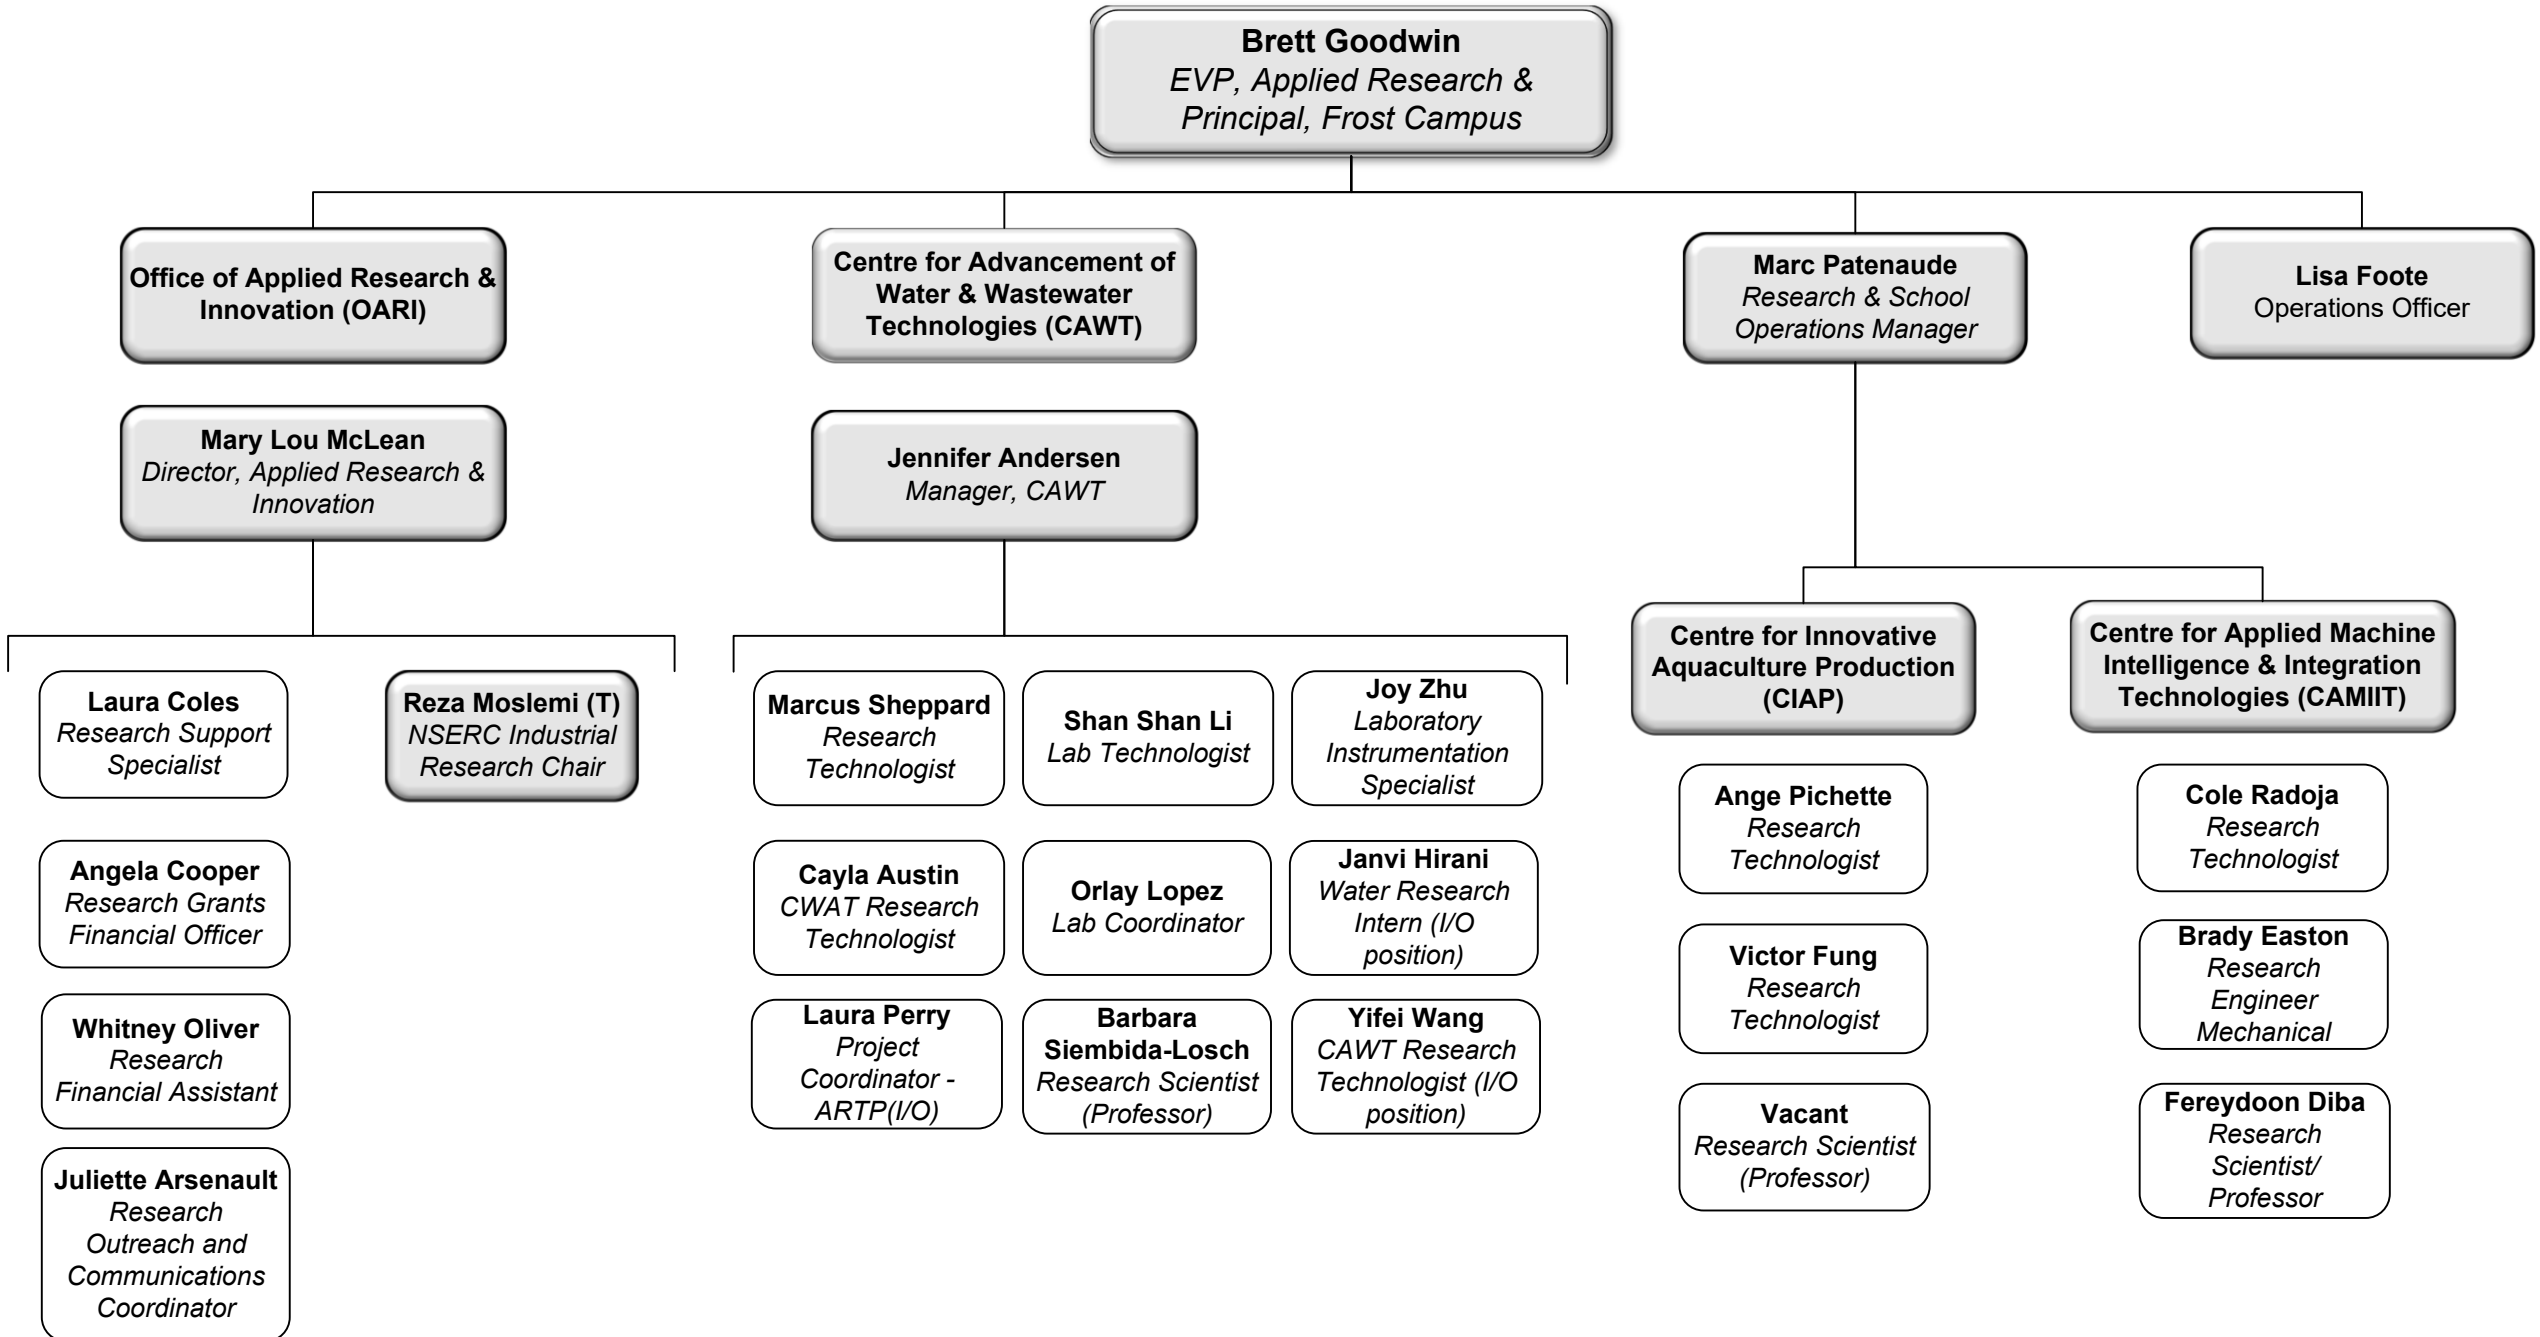 Brett Goodwin
EVP, Applied Research &
Principal, Frost Campus
Office of Applied Research &
Innovation (OARI)
Centre for Advancement of
Water & Wastewater
Technologies (CAWT)
Marc Patenaude
Research & School
Operations Manager
Lisa Foote
Operations Officer
Mary Lou McLean
Director, Applied Research &
Innovation
Jennifer Andersen
Manager, CAWT
Laura Coles
Research Support
Specialist
Reza Moslemi (T)
NSERC Industrial
Research Chair
Angela Cooper
Research Grants
Financial Officer
Whitney Oliver
Research
Financial Assistant
Juliette Arsenault
Research
Outreach and
Communications
Coordinator
Marcus Sheppard
Research
Technologist
Shan Shan Li
Lab Technologist
Joy Zhu
Laboratory
Instrumentation
Specialist
Cayla Austin
CWAT Research
Technologist
Orlay Lopez
Lab Coordinator
Janvi Hirani
Water Research
Intern (I/O
position)
Laura Perry
Project
Coordinator -
ARTP(I/O)
Barbara
Siembida-Losch
Research Scientist
(Professor)
Yifei Wang
CAWT Research
Technologist (I/O
position)
Centre for Innovative
Aquaculture Production
(CIAP)
Ange Pichette
Research
Technologist
Victor Fung
Research
Technologist
Vacant
Research Scientist
(Professor)
Centre for Applied Machine
Intelligence & Integration
Technologies (CAMIIT)
Cole Radoja
Research
Technologist
Brady Easton
Research
Engineer
Mechanical
Fereydoon Diba
Research
Scientist/
Professor